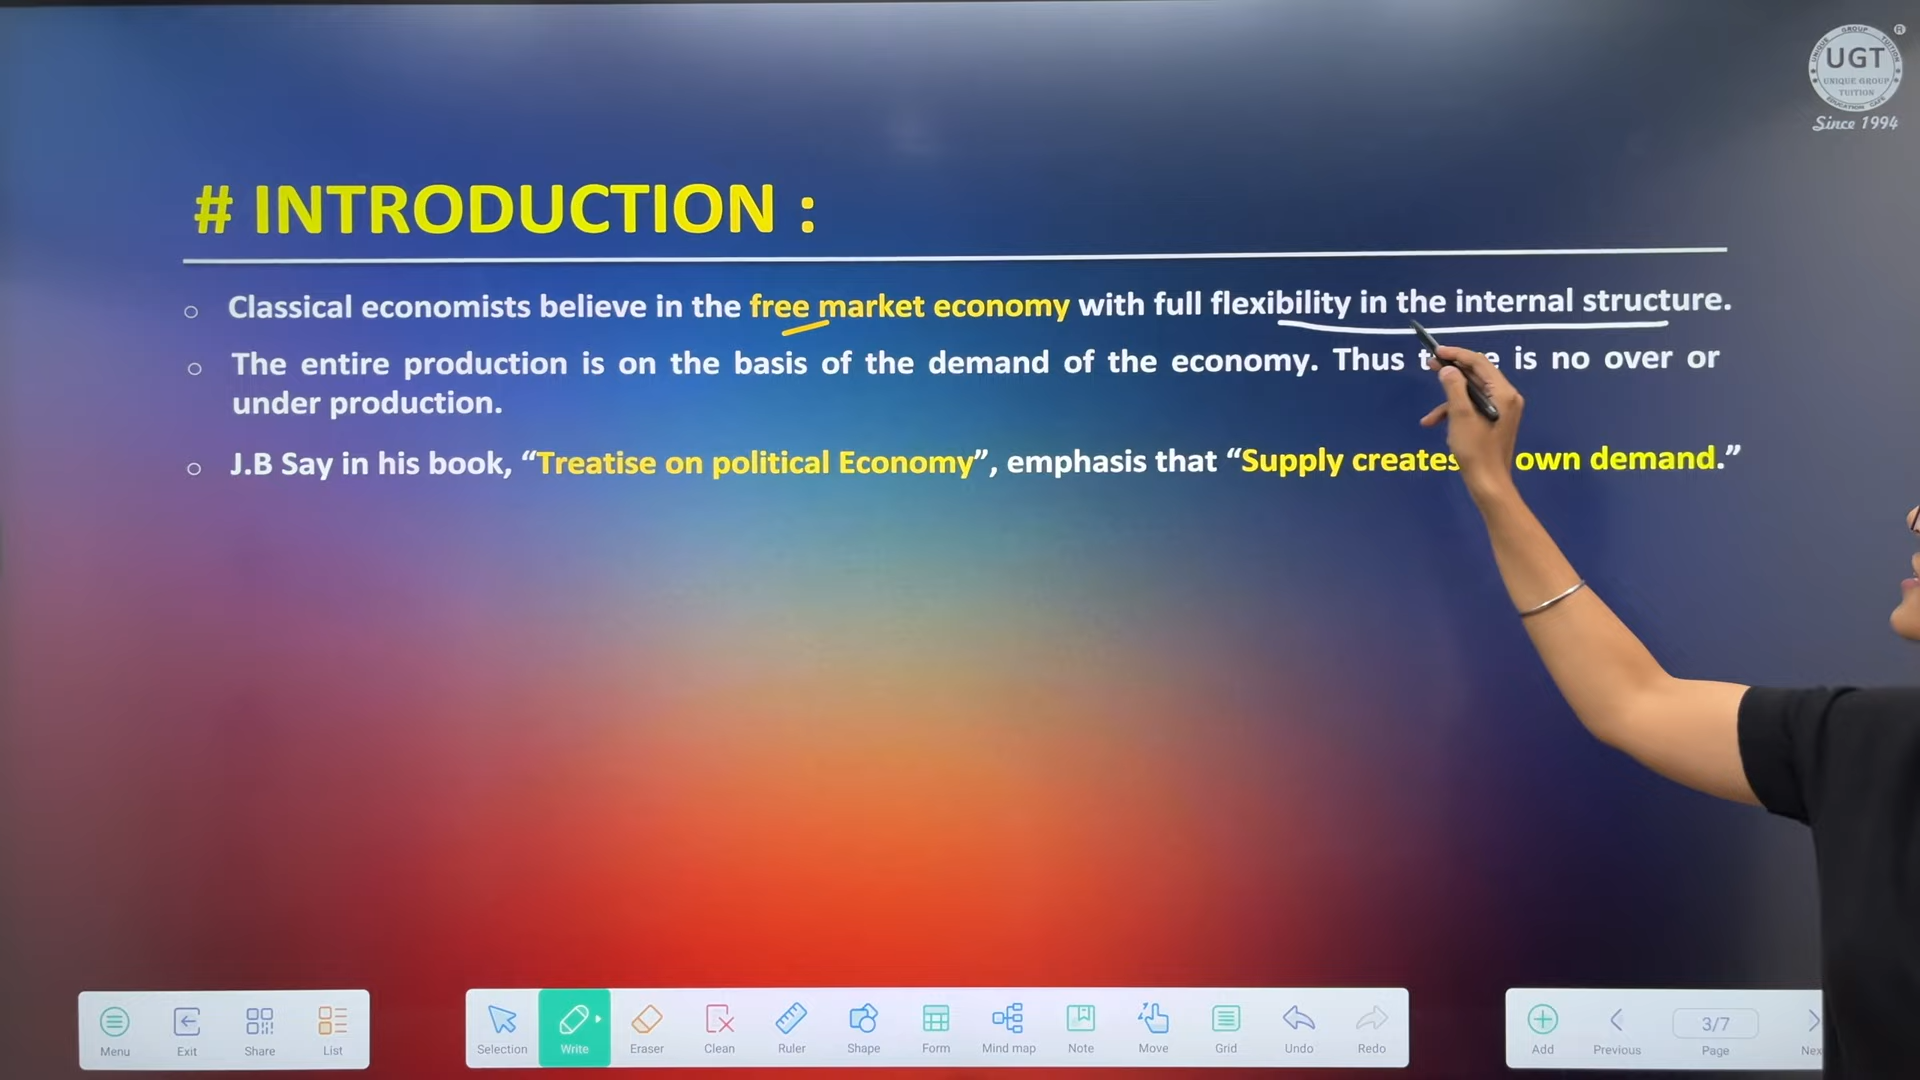 UGT
UNIQUE GROUP
TUITION
Since 1994
# INTRODUCTION :
Classical economists believe in the free market economy with full flexibility in the internal structure.
The entire production is on the basis of the demand of the economy. Thus is no over or
under production.
J.B Say in his book, “Treatise on political Economy”, emphasis that “Supply creates own demand.”
Menu Exit Share List Selection Write Eraser Clean Ruler Shape Form Mind map Note Move Grid Undo Redo Add Previous 3/7 Page